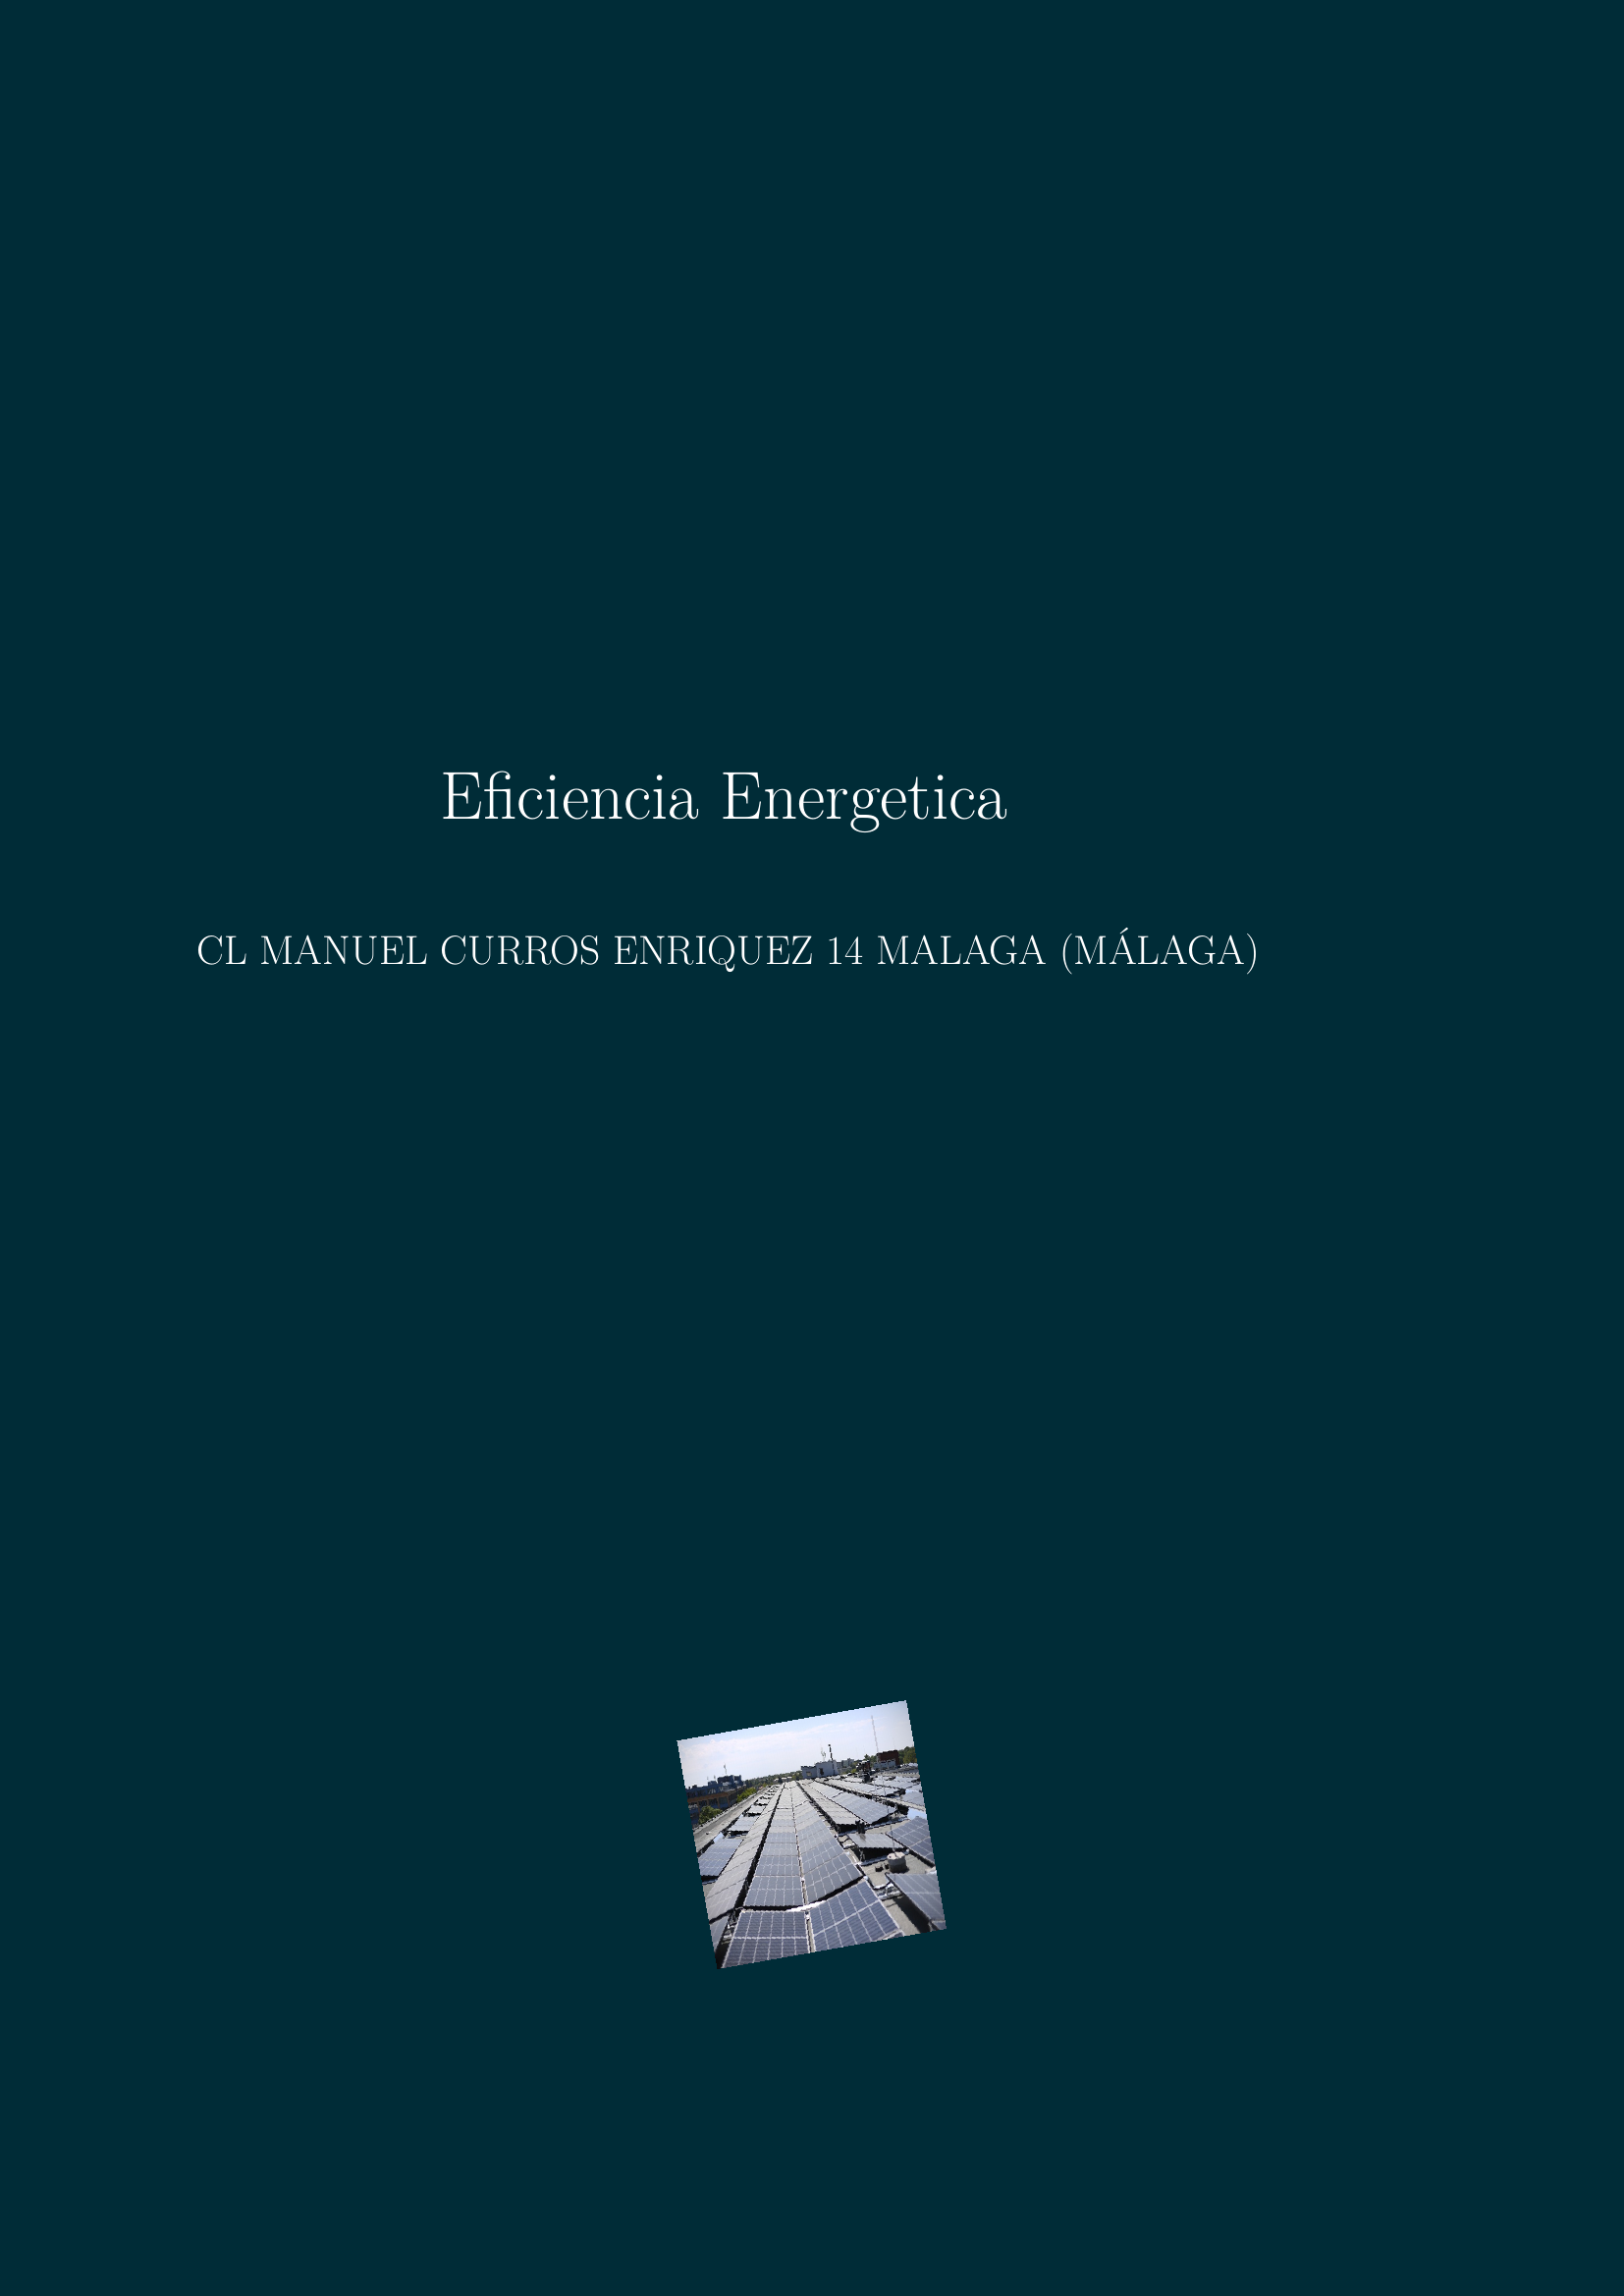 Eficiencia Energetica
CL MANUEL CURROS ENRIQUEZ 14 MALAGA (MÁLAGA)